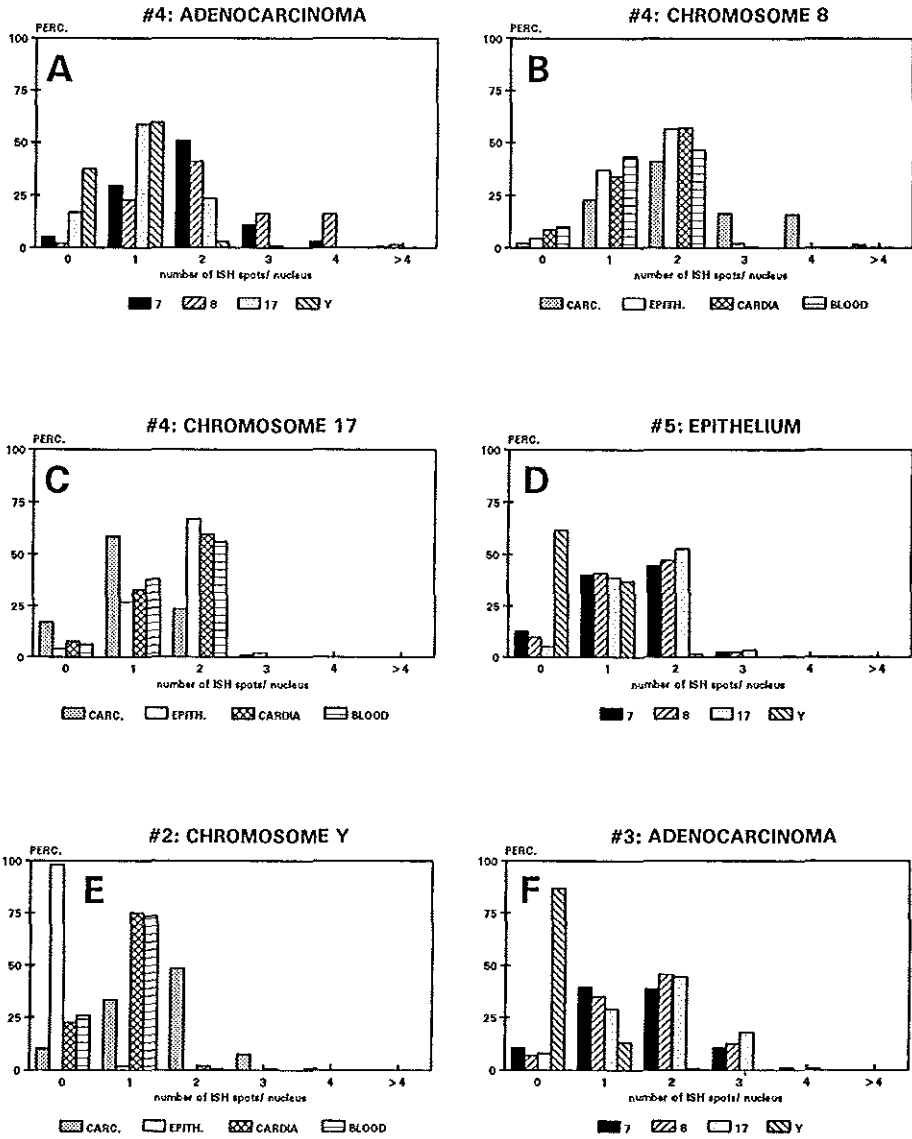 #4: ADENOCARCINOMA
PERC.
A
100
75
50
25
0
0 1 2 3 4 >4
number of ISH spots/ nucleus
7 8 17 Y
#4: CHROMOSOME 8
PERC.
B
100
75
50
25
0
0 1 2 3 4 >4
number of ISH spots/ nucleus
CARC. EPITH. CARDIA BLOOD
#4: CHROMOSOME 17
PERC.
C
100
75
50
25
0
0 1 2 3 4 >4
number of ISH spots/ nucleus
CARC. EPITH. CARDIA BLOOD
#5: EPITHELIUM
PERC.
D
100
75
50
25
0
0 1 2 3 4 >4
number of ISH spots/ nucleus
7 8 17 Y
#2: CHROMOSOME Y
PERC.
E
100
75
50
25
0
0 1 2 3 4 >4
number of ISH spots/ nucleus
CARC. EPITH. CARDIA BLOOD
#3: ADENOCARCINOMA
PERC.
F
100
75
50
25
0
0 1 2 3 4 >4
number of ISH spots/ nucleus
7 8 17 Y